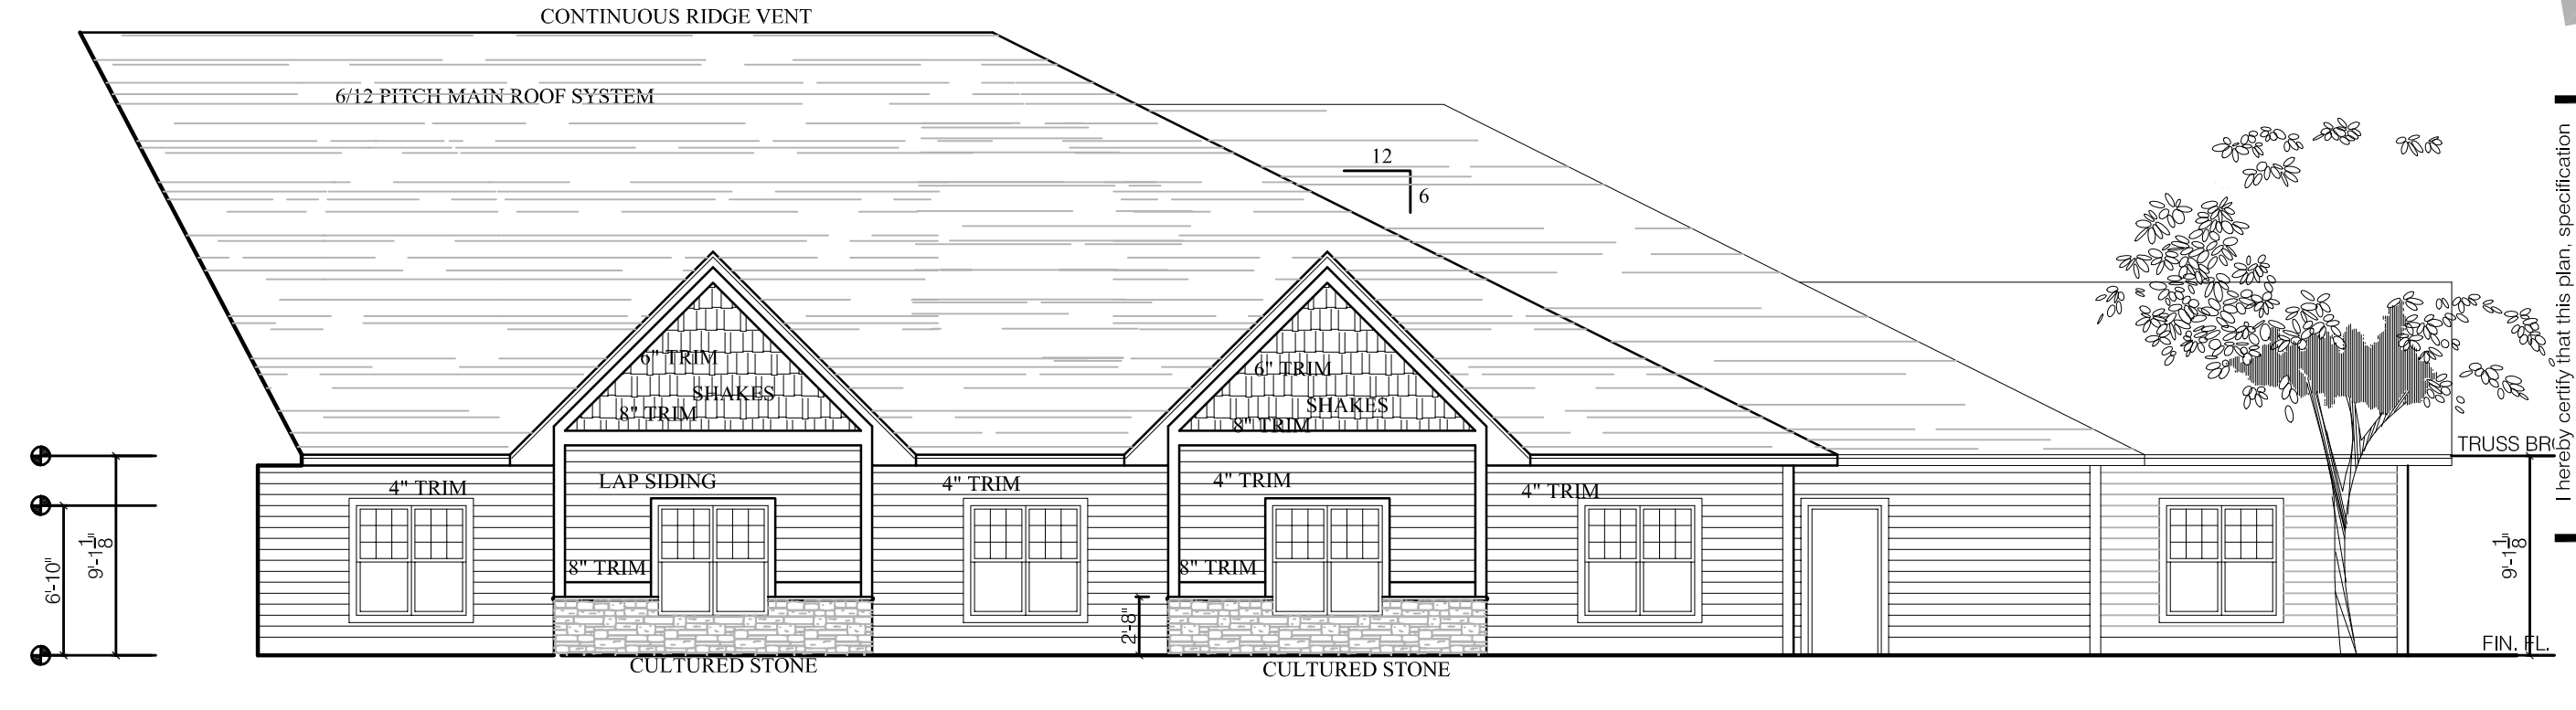 CONTINUOUS RIDGE VENT
6/12 PITCH MAIN ROOF SYSTEM
12
6
6" TRIM
SHAKES
8" TRIM
6" TRIM
SHAKES
8" TRIM
TRUSS
LAP SIDING
4" TRIM
4" TRIM
4" TRIM
4" TRIM
8" TRIM
8" TRIM
6'-10"
9'-1 1/8"
2'-8"
9'-1 1/8"
FIN. FL.
CULTURED STONE
CULTURED STONE
I hereby certify that this plan, specification